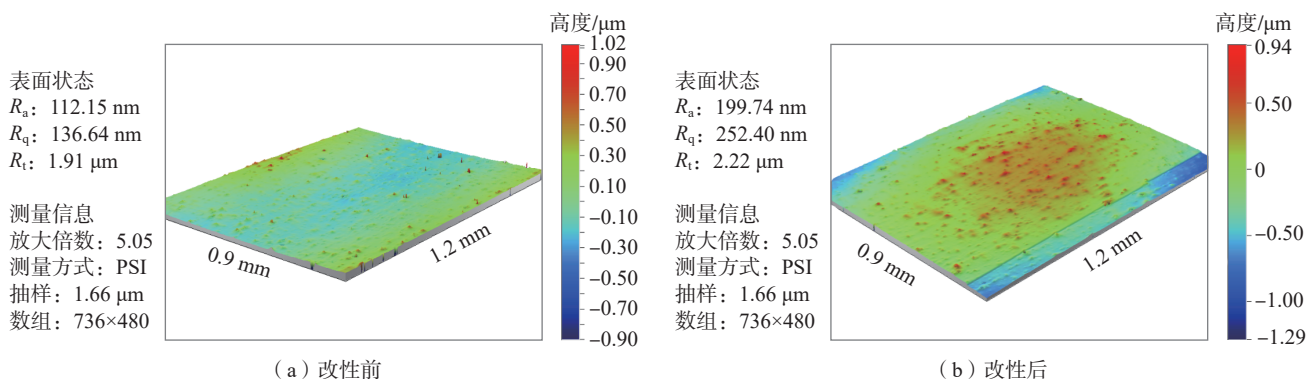 表面状态
Ra：112.15 nm
Rq：136.64 nm
Rt：1.91 μm
测量信息
放大倍数：5.05
测量方式：PSI
抽样：1.66 μm
数组：736×480
0.9 mm
1.2 mm
高度/μm
1.02
0.90
0.70
0.50
0.30
0.10
−0.10
−0.30
−0.50
−0.70
−0.90
（a）改性前
表面状态
Ra：199.74 nm
Rq：252.40 nm
Rt：2.22 μm
测量信息
放大倍数：5.05
测量方式：PSI
抽样：1.66 μm
数组：736×480
0.9 mm
1.2 mm
高度/μm
0.94
0.50
0
−0.50
−1.00
−1.29
（b）改性后